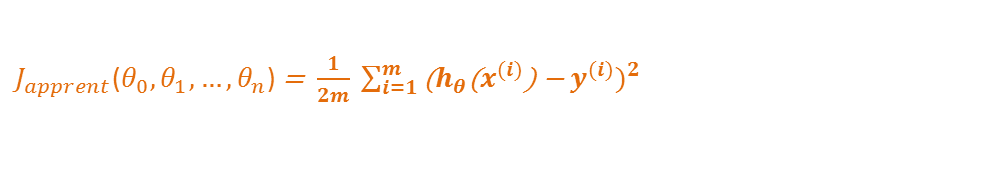 J_apprent(θ_0, θ_1, …, θ_n) = 1/2m ∑_{i=1}^{m} (h_θ(x^{(i)}) − y^{(i)})^2